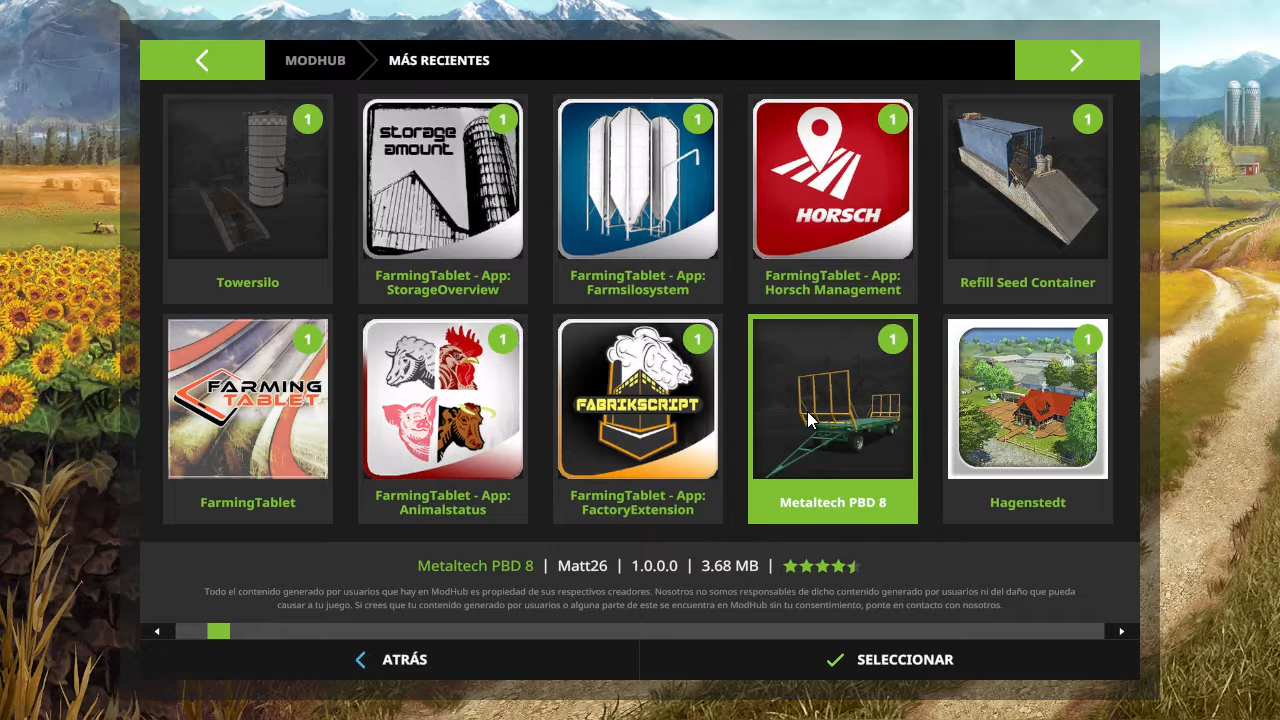 MODHUB
MÁS RECIENTES
1
1
1
1
1
storage
amount
HORSCH
Towersilo
FarmingTablet - App:
StorageOverview
FarmingTablet - App:
Farmsilosystem
FarmingTablet - App:
Horsch Management
Refill Seed Container
1
1
1
1
1
FARMING
TABLET
FABRIKSCRIPT
FarmingTablet
FarmingTablet - App:
Animalstatus
FarmingTablet - App:
FactoryExtension
Metaltech PBD 8
Hagenstedt
Metaltech PBD 8 | Matt26 | 1.0.0.0 | 3.68 MB |
Todo el contenido generado por usuarios que hay en ModHub es propiedad de sus respectivos creadores. Nosotros no somos responsables de dicho contenido generado por usuarios ni del daño que pueda
causar a tu juego. Si crees que tu contenido generado por usuarios o alguna parte de este se encuentra en ModHub sin tu consentimiento, ponte en contacto con nosotros.
ATRÁS
SELECCIONAR